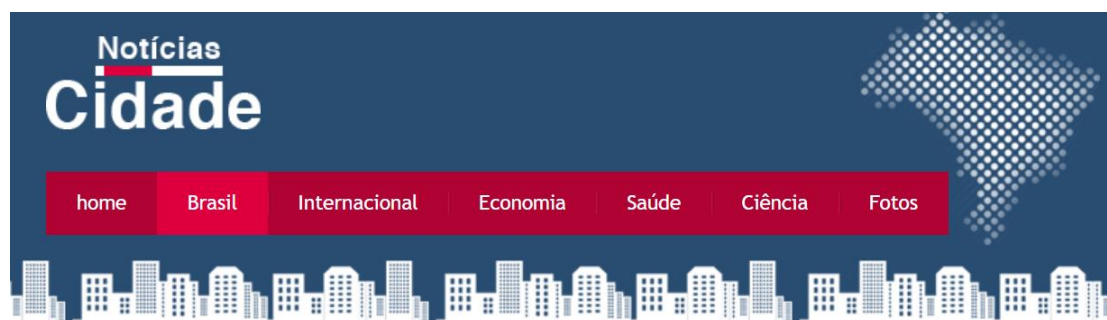 Notícias
Cidade
home Brasil Internacional Economia Saúde Ciência Fotos